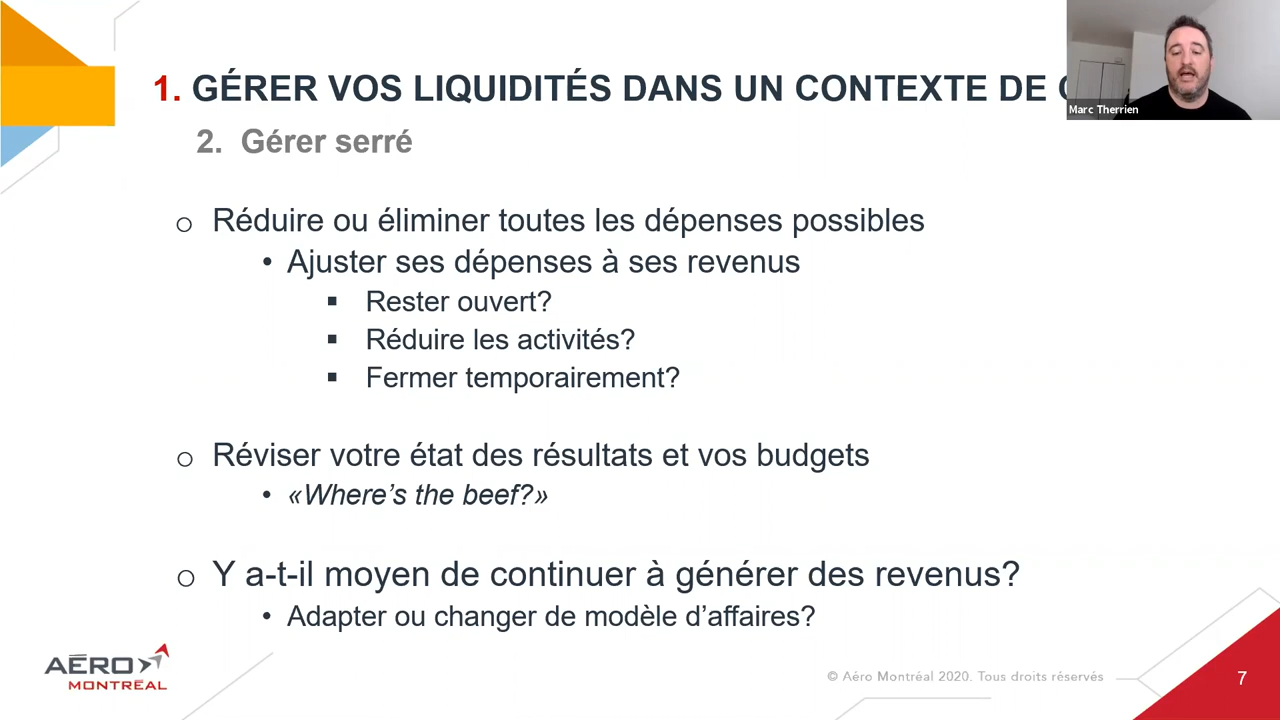 1. GÉRER VOS LIQUIDITÉS DANS UN CONTEXTE DE
Marc Therrien
2. Gérer serré
o Réduire ou éliminer toutes les dépenses possibles
• Ajuster ses dépenses à ses revenus
▪ Rester ouvert?
▪ Réduire les activités?
▪ Fermer temporairement?
o Réviser votre état des résultats et vos budgets
• «Where’s the beef?»
o Y a-t-il moyen de continuer à générer des revenus?
• Adapter ou changer de modèle d’affaires?
AÉRO
MONTRÉAL
© Aéro Montréal 2020. Tous droits réservés
7